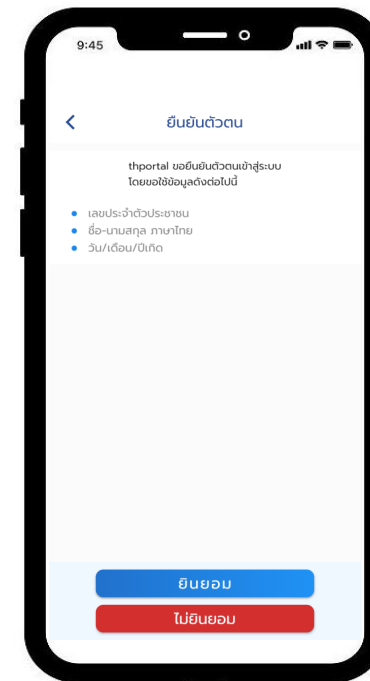 9:45
ยืนยันตัวตน
thportal ขอยืนยันตัวตนเข้าสู่ระบบ
โดยขอใช้ข้อมูลดังต่อไปนี้
เลขประจำตัวประชาชน
ชื่อ-นามสกุล ภาษาไทย
วัน/เดือน/ปีเกิด
ยินยอม
ไม่ยินยอม